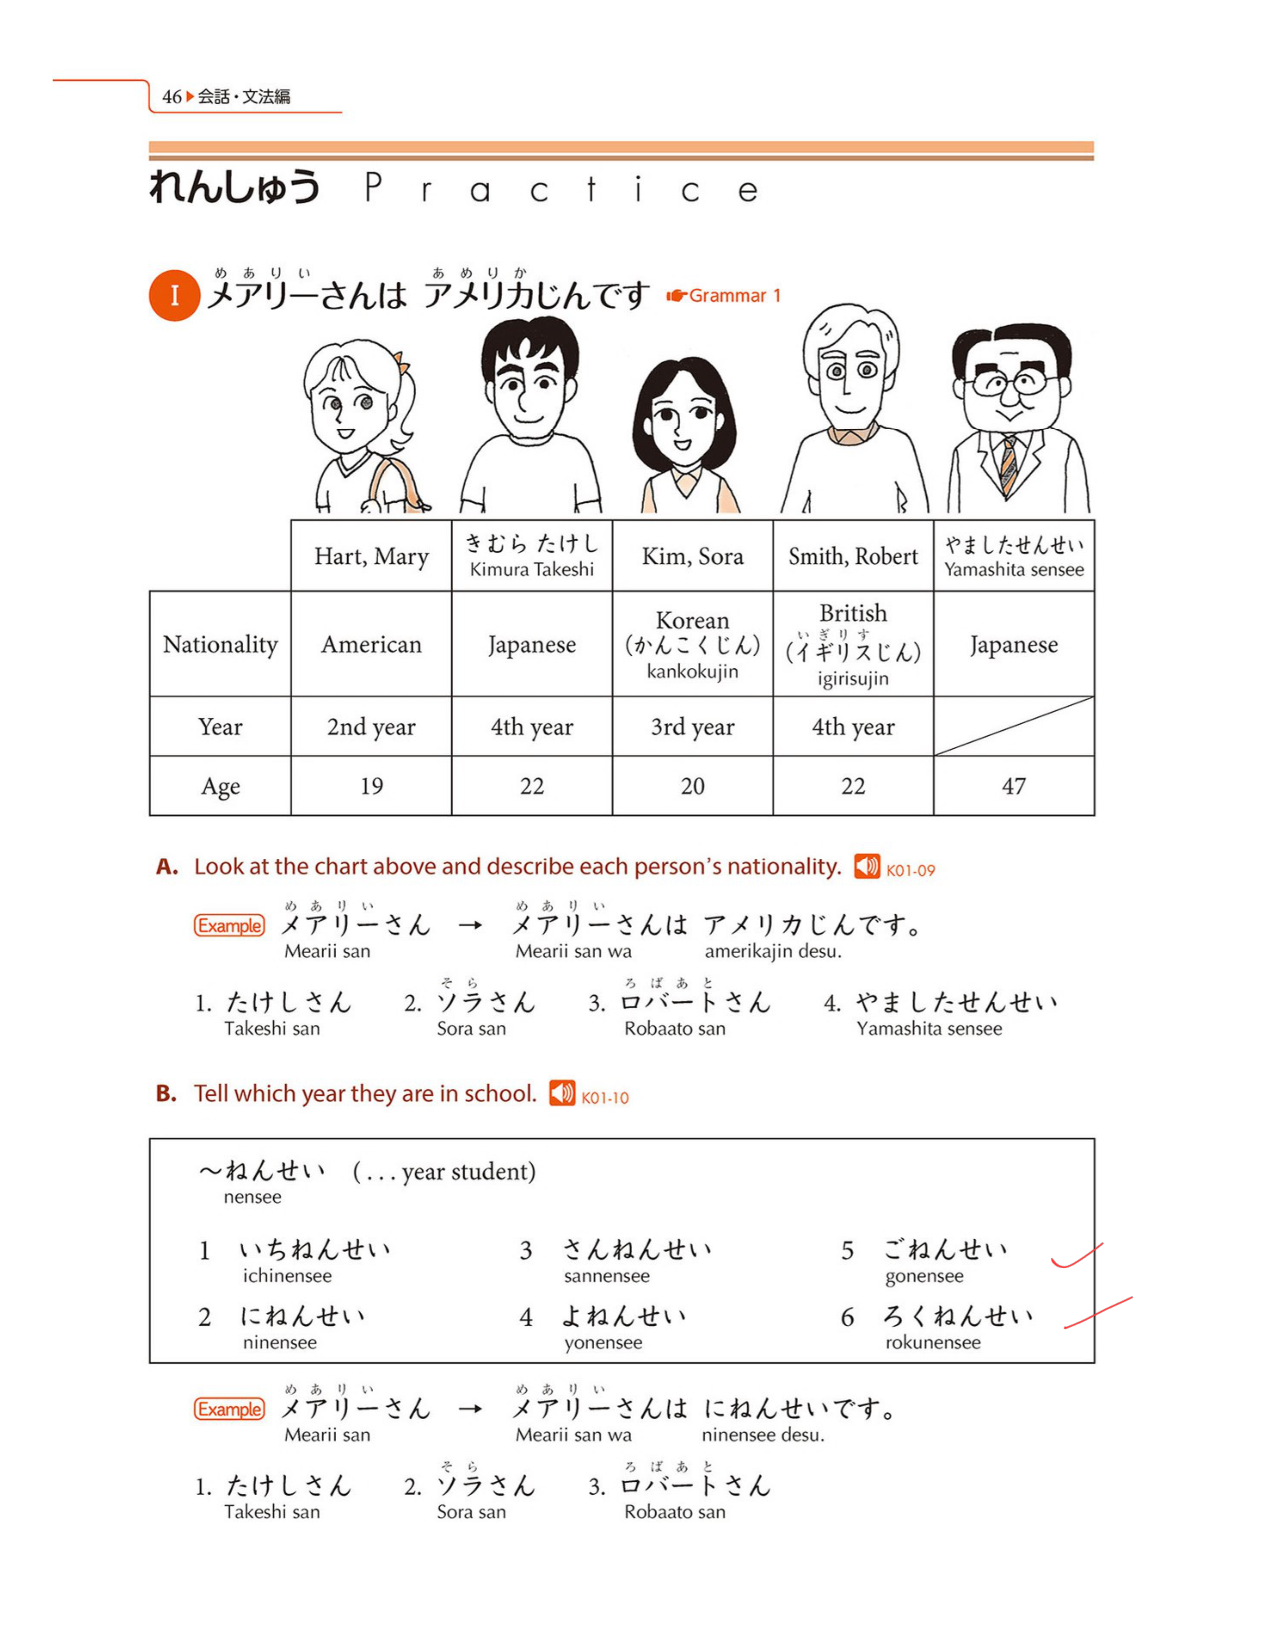 46▶会話・文法編
れんしゅう Practice
めありい あめりか
I メアリーさんは アメリカじんです ☛Grammar 1
Hart, Mary きむら たけし Kim, Sora Smith, Robert やましたせんせい
Kimura Takeshi Yamashita sensee
Nationality American Japanese Korean British Japanese
(かんこくじん) いぎりす
kankokujin (イギリスじん)
igirisujin
Year 2nd year 4th year 3rd year 4th year
Age 19 22 20 22 47
A. Look at the chart above and describe each person's nationality. K01-09
めありい めありい
Example メアリーさん → メアリーさんは アメリカじんです。
Mearii san Mearii san wa amerikajin desu.
そら ろばあと
1. たけしさん 2. ソラさん 3. ロバートさん 4. やましたせんせい
Takeshi san Sora san Robaato san Yamashita sensee
B. Tell which year they are in school. K01-10
～ねんせい (... year student)
nensee
1 いちねんせい 3 さんねんせい 5 ごねんせい
ichinensee sannensee gonensee
2 にねんせい 4 よねんせい 6 ろくねんせい
ninensee yonensee rokunensee
めありい めありい
Example メアリーさん → メアリーさんは にねんせいです。
Mearii san Mearii san wa ninensee desu.
そら ろばあと
1. たけしさん 2. ソラさん 3. ロバートさん
Takeshi san Sora san Robaato san